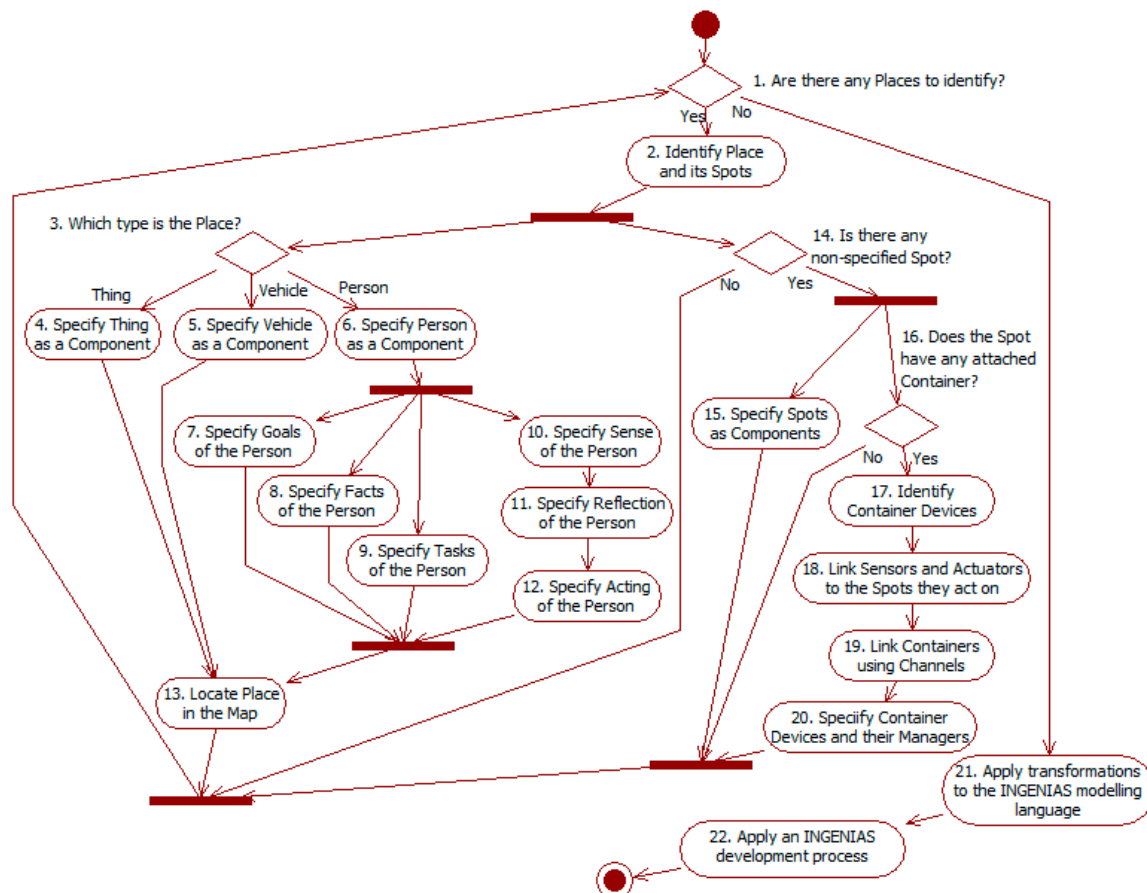 1. Are there any Places to identify?
Yes
No
2. Identify Place
and its Spots
3. Which type is the Place?
14. Is there any
non-specified Spot?
No
Yes
Thing
Vehicle
Person
4. Specify Thing
as a Component
5. Specify Vehicle
as a Component
6. Specify Person
as a Component
16. Does the Spot
have any attached
Container?
7. Specify Goals
of the Person
10. Specify Sense
of the Person
15. Specify Spots
as Components
No
Yes
8. Specify Facts
of the Person
11. Specify Reflection
of the Person
17. Identify
Container Devices
9. Specify Tasks
of the Person
12. Specify Acting
of the Person
18. Link Sensors and Actuators
to the Spots they act on
19. Link Containers
using Channels
13. Locate Place
in the Map
20. Speciify Container
Devices and their Managers
21. Apply transformations
to the INGENIAS modelling
language
22. Apply an INGENIAS
development process